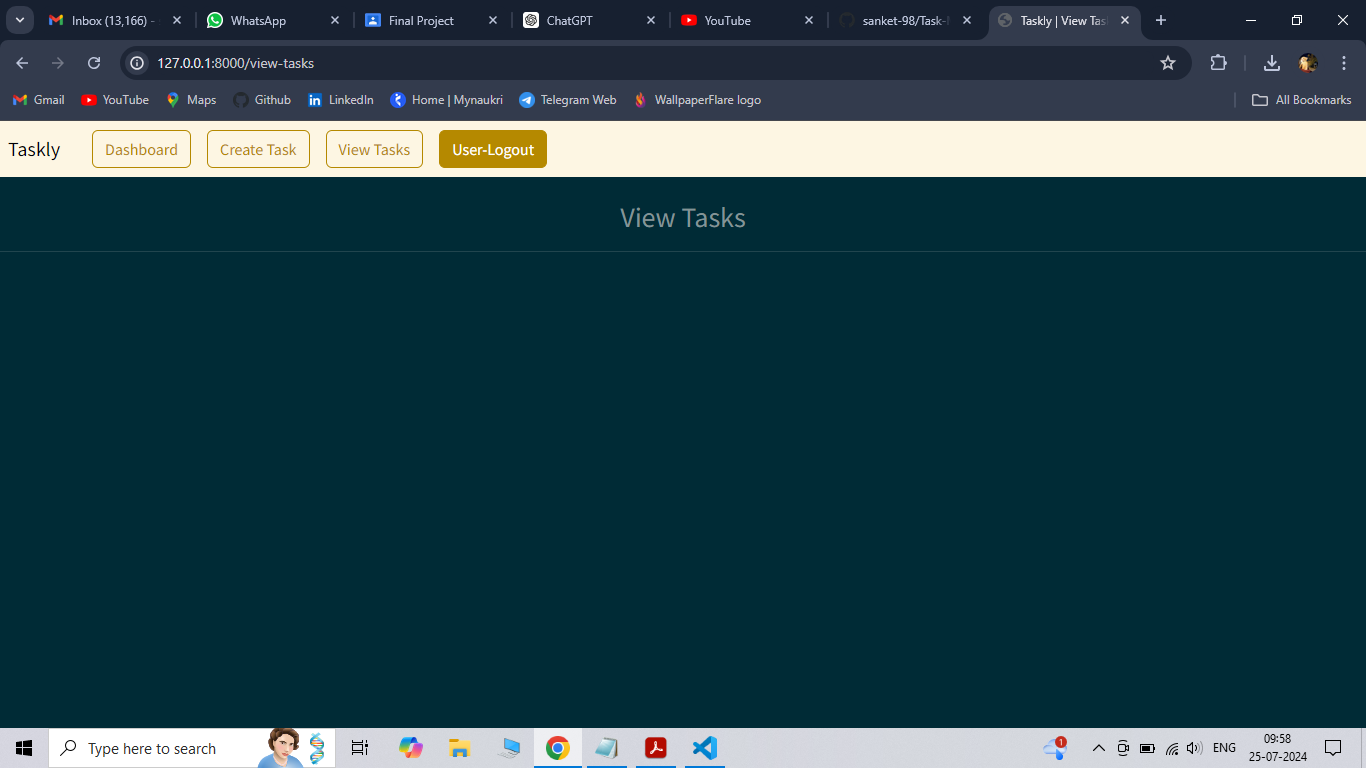 Inbox (13,166) -
WhatsApp
Final Project
ChatGPT
YouTube
sanket-98/Task-
Taskly | View Tas
127.0.0.1:8000/view-tasks
Gmail
YouTube
Maps
Github
LinkedIn
Home | Mynaukri
Telegram Web
WallpaperFlare logo
All Bookmarks
Taskly
Dashboard
Create Task
View Tasks
User-Logout
View Tasks
Type here to search
1
ENG
09:58
25-07-2024